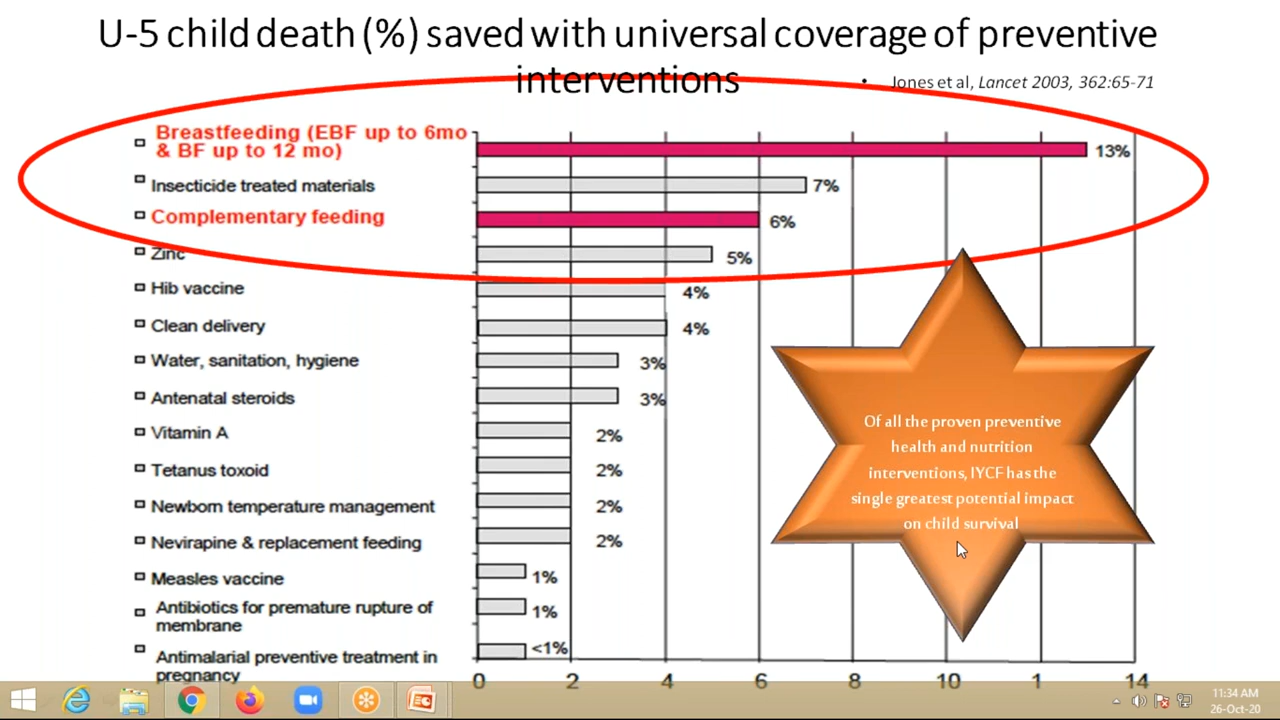 U-5 child death (%) saved with universal coverage of preventive
interventions
• Jones et al, Lancet 2003, 362:65-71
Breastfeeding (EBF up to 6mo
& BF up to 12 mo)
13%
Insecticide treated materials
7%
Complementary feeding
6%
Zinc
5%
Hib vaccine
4%
Clean delivery
4%
Water, sanitation, hygiene
3%
Antenatal steroids
3%
Vitamin A
2%
Tetanus toxoid
2%
Newborn temperature management
2%
Nevirapine & replacement feeding
2%
Measles vaccine
1%
Antibiotics for premature rupture of
membrane
1%
Antimalarial preventive treatment in
pregnancy
<1%
0 2 4 6 8 10 1 14
Of all the proven preventive
health and nutrition
interventions, IYCF has the
single greatest potential impact
on child survival
11:34 AM
26-Oct-20